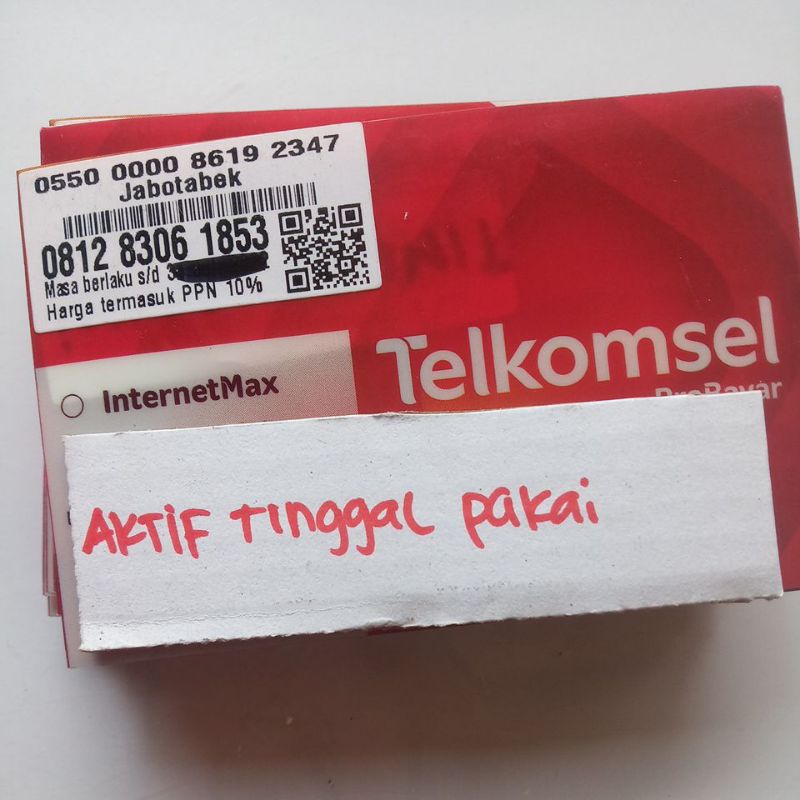 0550 0000 8619 2347
Jabotabek
0812 8306 1853
Masa berlaku s/d 3
Harga termasuk PPN 10%
Telkomsel
InternetMax
AKTiF TinggaL pakai